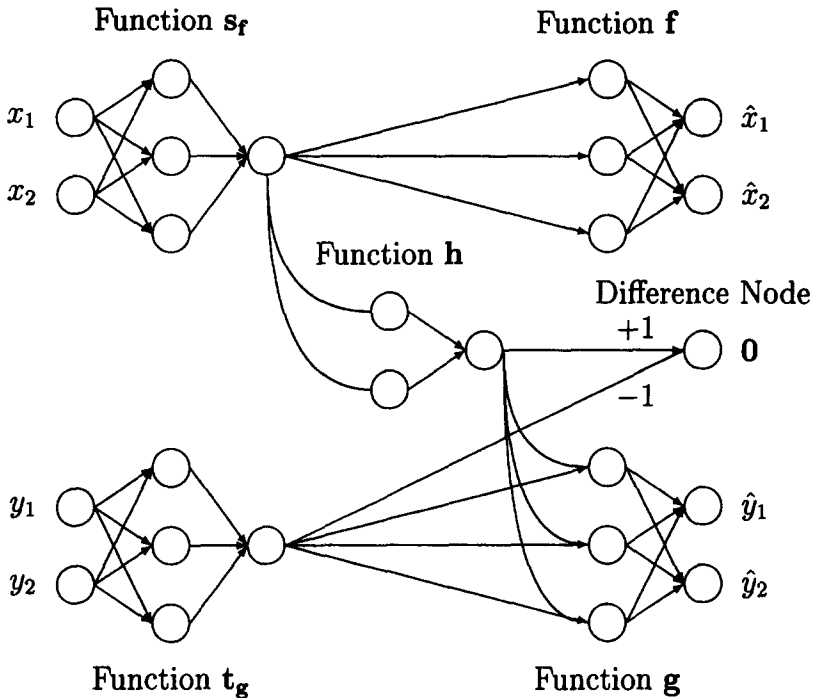 Function s_f
Function f
x_1
x̂_1
x_2
x̂_2
Function h
Difference Node
+1
0
−1
y_1
ŷ_1
y_2
ŷ_2
Function t_g
Function g